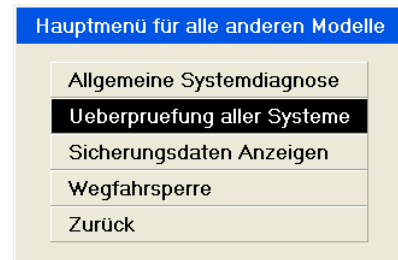 Hauptmenü für alle anderen Modelle
Allgemeine Systemdiagnose
Ueberpruefung aller Systeme
Sicherungsdaten Anzeigen
Wegfahrsperre
Zurück